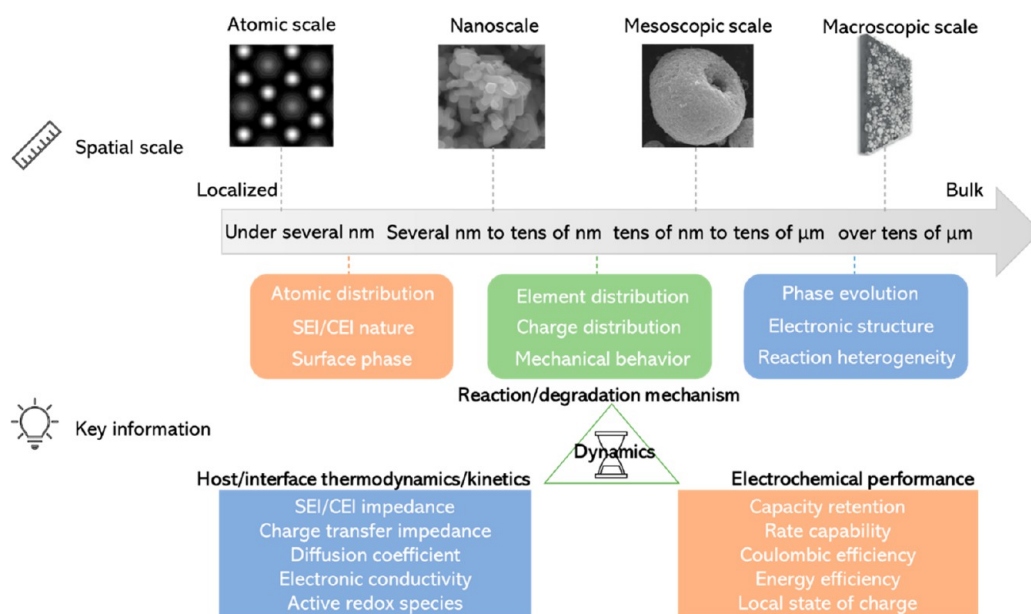 Atomic scale
Nanoscale
Mesoscopic scale
Macroscopic scale
Spatial scale
Localized
Bulk
Under several nm
Several nm to tens of nm
tens of nm to tens of µm
over tens of µm
Atomic distribution
SEI/CEI nature
Surface phase
Element distribution
Charge distribution
Mechanical behavior
Phase evolution
Electronic structure
Reaction heterogeneity
Key information
Reaction/degradation mechanism
Dynamics
Host/interface thermodynamics/kinetics
SEI/CEI impedance
Charge transfer impedance
Diffusion coefficient
Electronic conductivity
Active redox species
Electrochemical performance
Capacity retention
Rate capability
Coulombic efficiency
Energy efficiency
Local state of charge